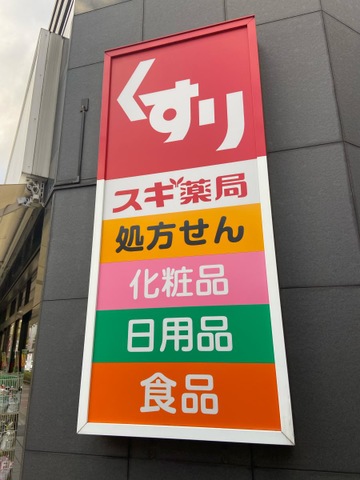 くすり
スギ薬局
処方せん
化粧品
日用品
食品